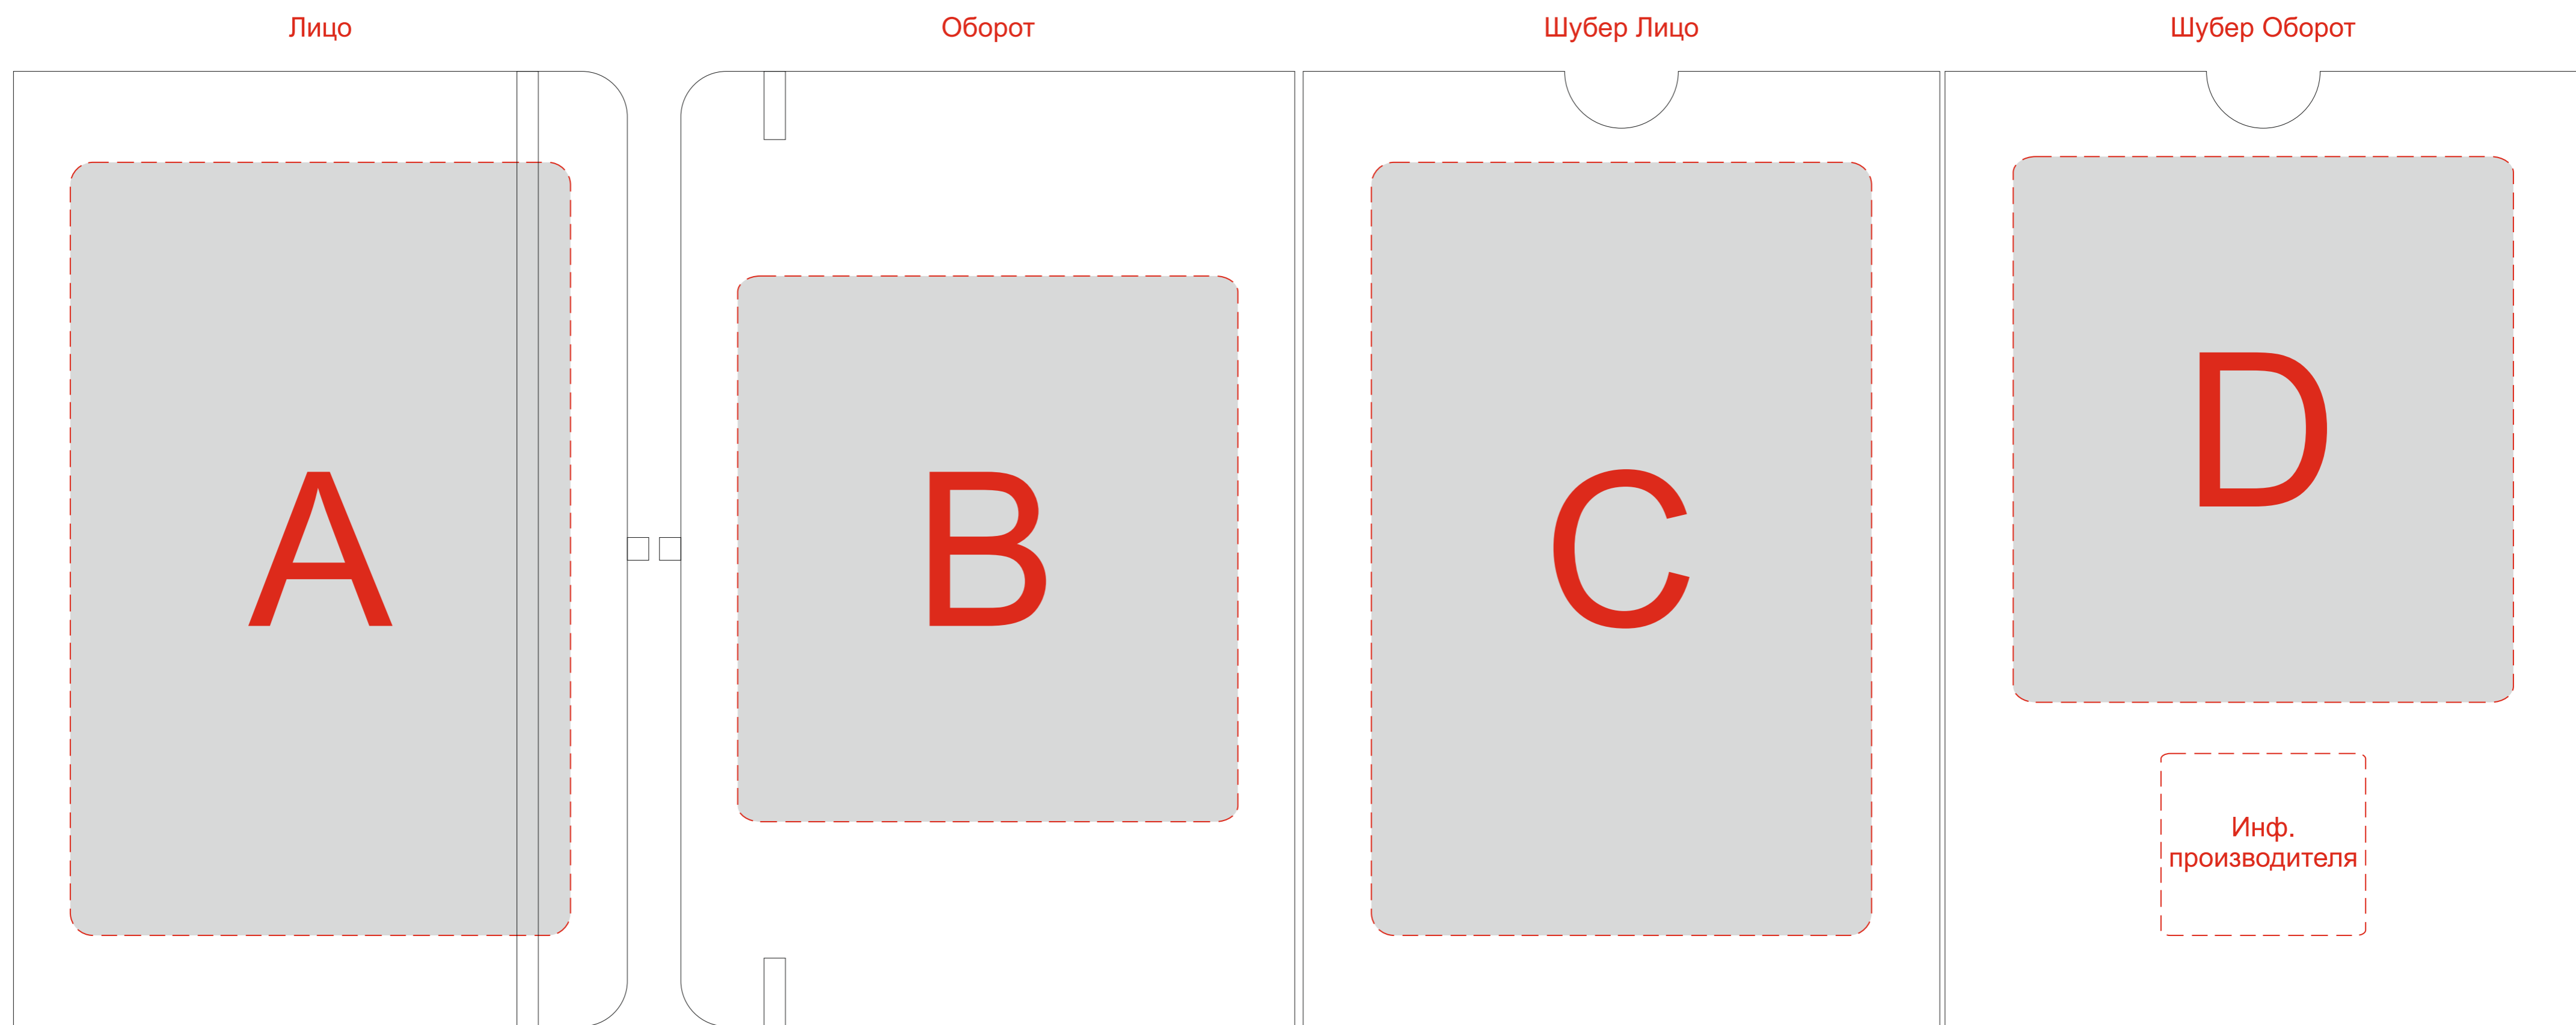 Лицо
Оборот
Шубер Лицо
Шубер Оборот
A
B
C
D
Инф.
производителя